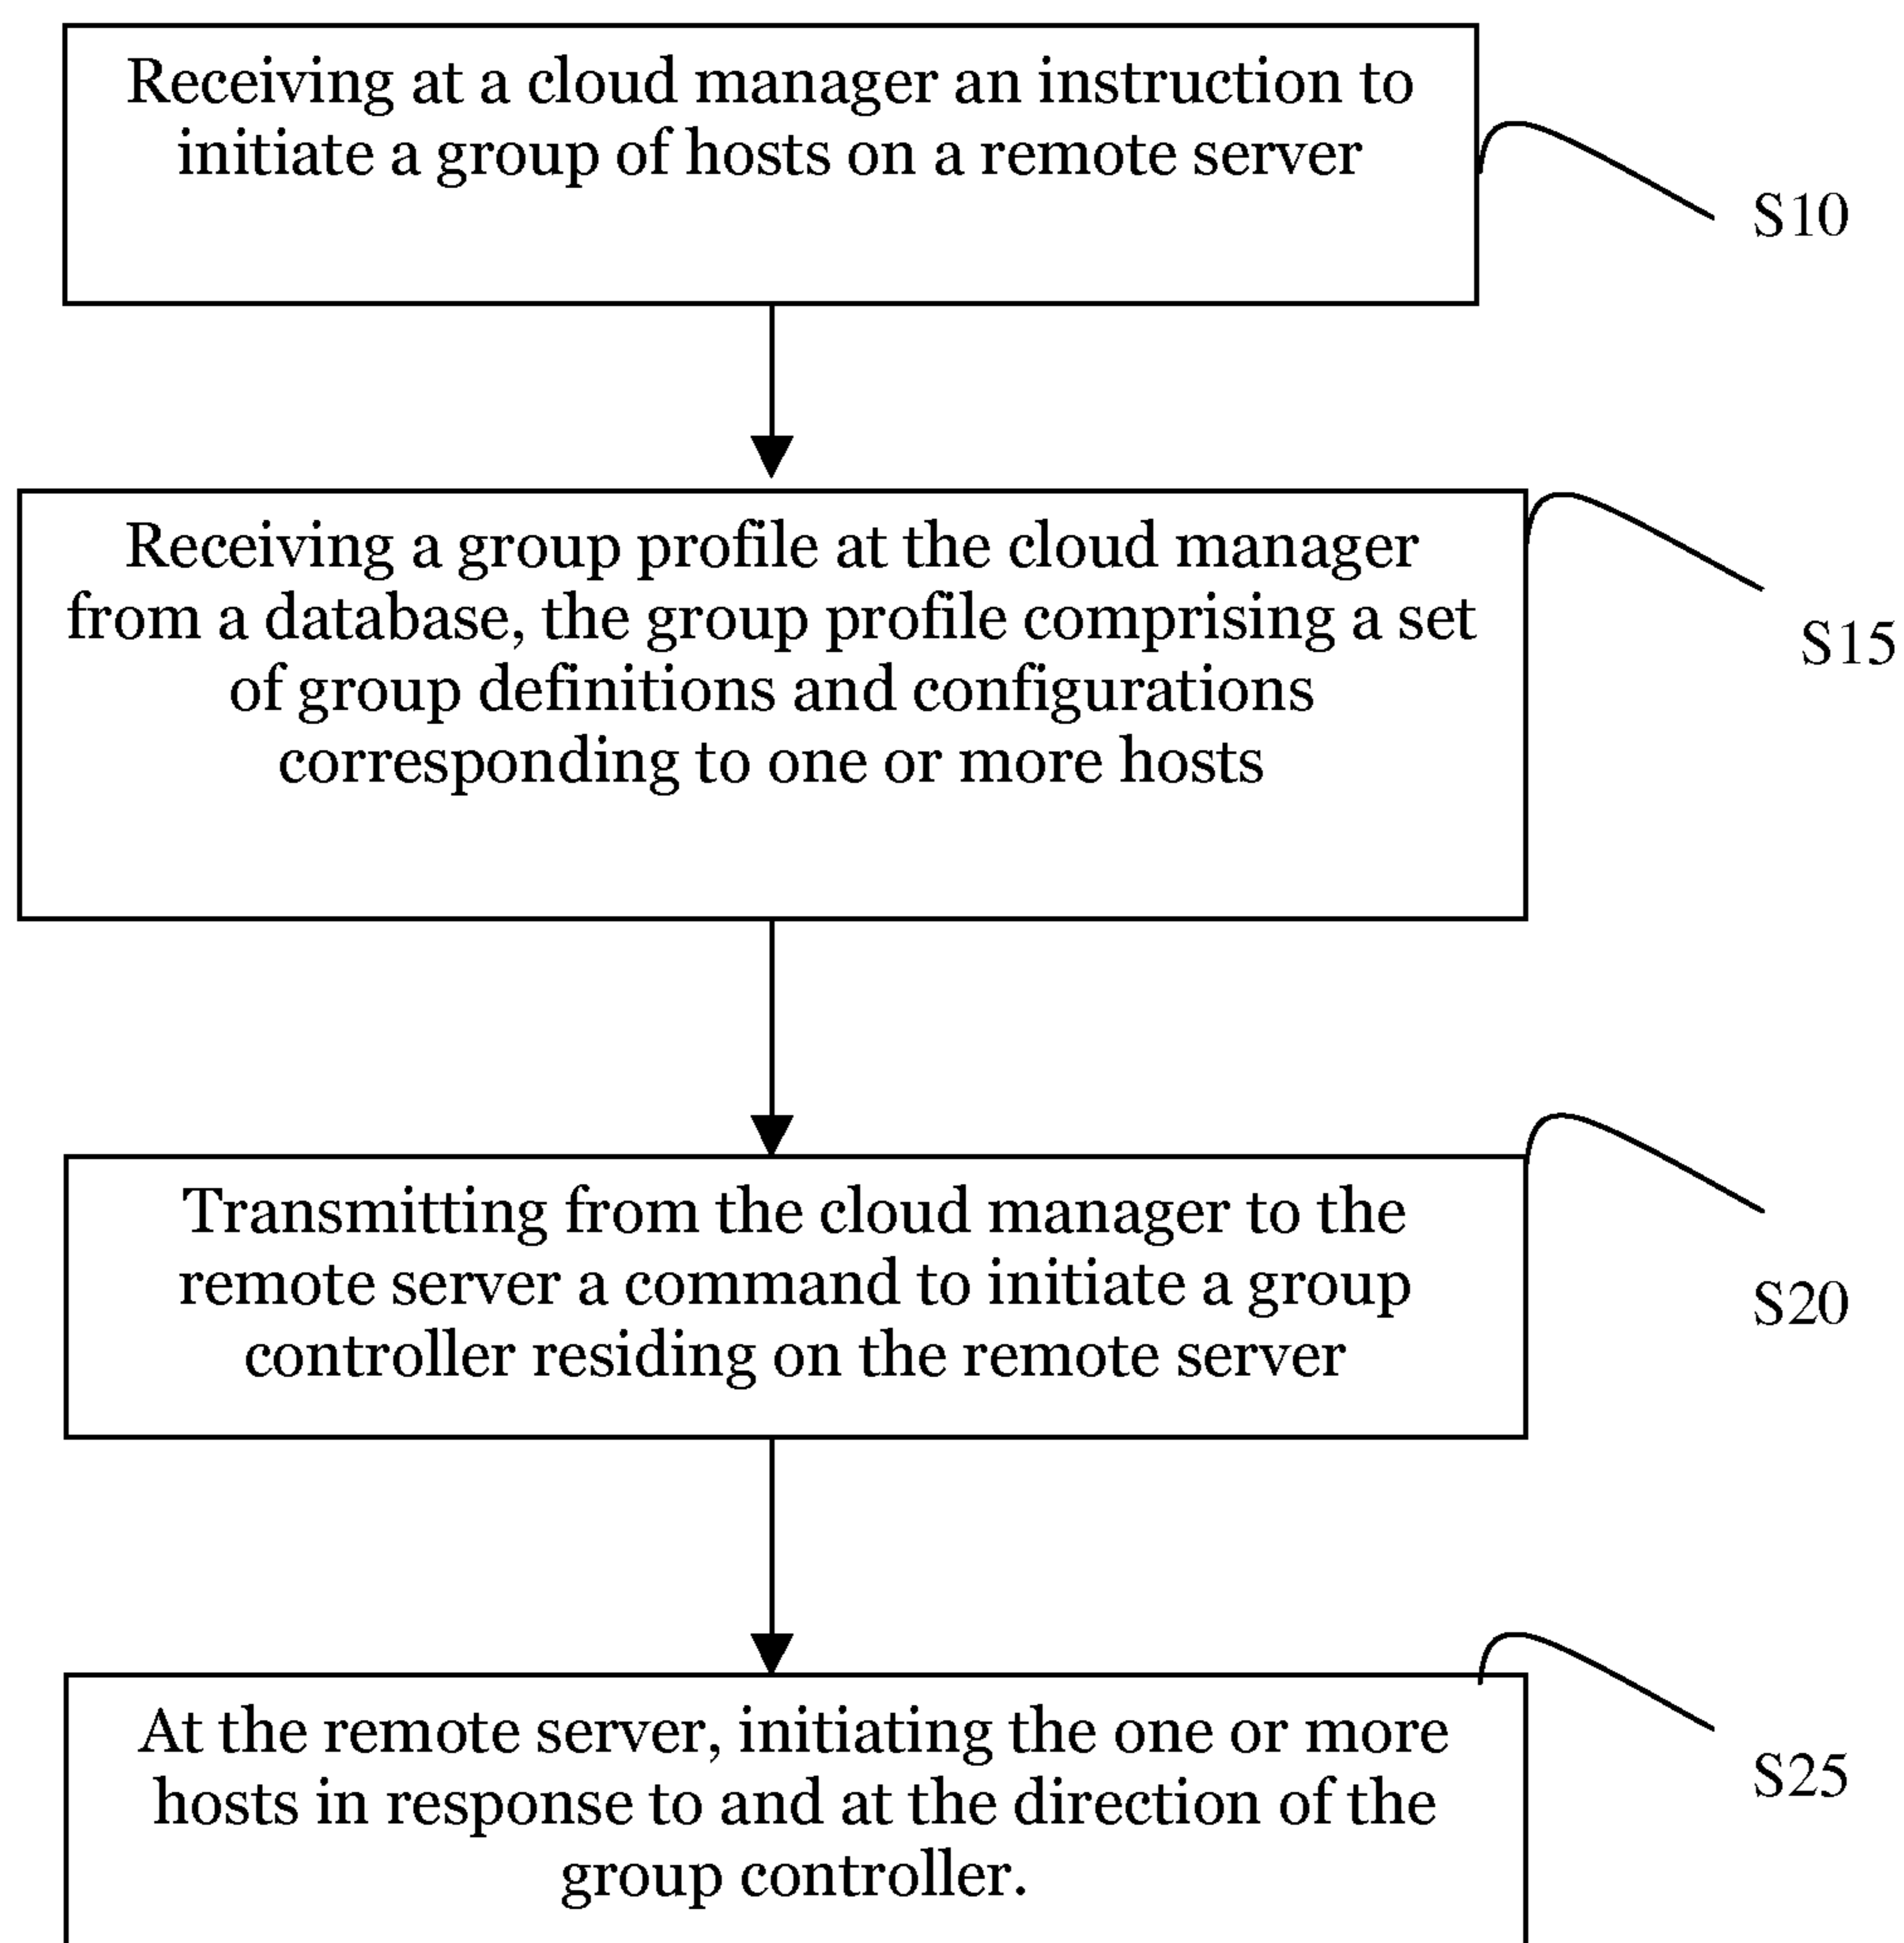 Receiving at a cloud manager an instruction to
initiate a group of hosts on a remote server
S10
Receiving a group profile at the cloud manager
from a database, the group profile comprising a set
of group definitions and configurations
corresponding to one or more hosts
S15
Transmitting from the cloud manager to the
remote server a command to initiate a group
controller residing on the remote server
S20
At the remote server, initiating the one or more
hosts in response to and at the direction of the
group controller.
S25